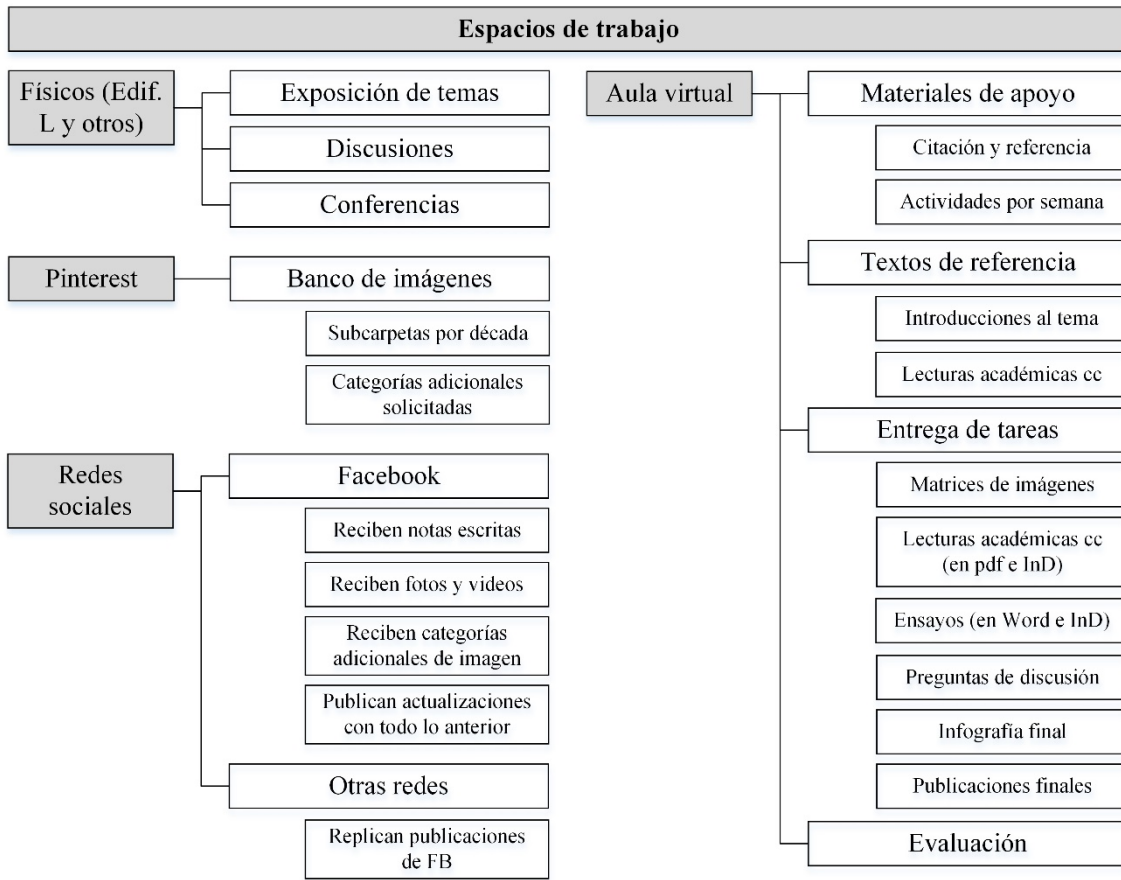 Espacios de trabajo
Físicos (Edif.
L y otros)
Exposición de temas
Discusiones
Conferencias
Pinterest
Banco de imágenes
Subcarpetas por década
Categorías adicionales
solicitadas
Redes
sociales
Facebook
Reciben notas escritas
Reciben fotos y videos
Reciben categorías
adicionales de imagen
Publican actualizaciones
con todo lo anterior
Otras redes
Replican publicaciones
de FB
Aula virtual
Materiales de apoyo
Citación y referencia
Actividades por semana
Textos de referencia
Introducciones al tema
Lecturas académicas cc
Entrega de tareas
Matrices de imágenes
Lecturas académicas cc
(en pdf e InD)
Ensayos (en Word e InD)
Preguntas de discusión
Infografía final
Publicaciones finales
Evaluación